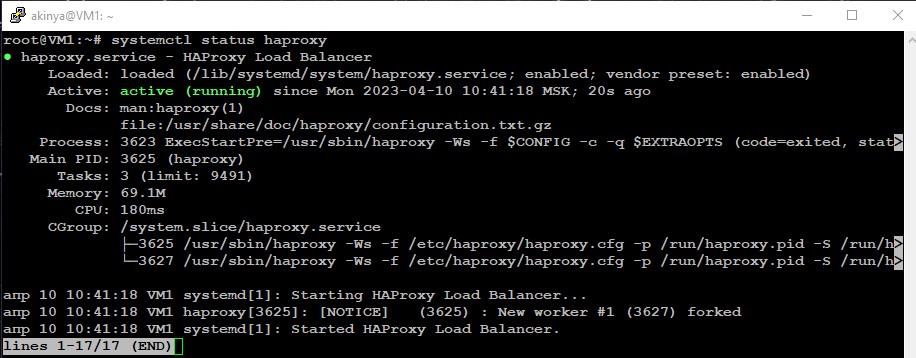 akinya@VM1: ~
root@VM1:~# systemctl status haproxy
● haproxy.service - HAProxy Load Balancer
Loaded: loaded (/lib/systemd/system/haproxy.service; enabled; vendor preset: enabled)
Active: active (running) since Mon 2023-04-10 10:41:18 MSK; 20s ago
Docs: man:haproxy(1)
file:/usr/share/doc/haproxy/configuration.txt.gz
Process: 3623 ExecStartPre=/usr/sbin/haproxy -Ws -f $CONFIG -c -q $EXTRAOPTS (code=exited, stat>
Main PID: 3625 (haproxy)
Tasks: 3 (limit: 9491)
Memory: 69.1M
CPU: 180ms
CGroup: /system.slice/haproxy.service
├─3625 /usr/sbin/haproxy -Ws -f /etc/haproxy/haproxy.cfg -p /run/haproxy.pid -S /run/h>
└─3627 /usr/sbin/haproxy -Ws -f /etc/haproxy/haproxy.cfg -p /run/haproxy.pid -S /run/h>
апр 10 10:41:18 VM1 systemd[1]: Starting HAProxy Load Balancer...
апр 10 10:41:18 VM1 haproxy[3625]: [NOTICE]   (3625) : New worker #1 (3627) forked
апр 10 10:41:18 VM1 systemd[1]: Started HAProxy Load Balancer.
lines 1-17/17 (END)